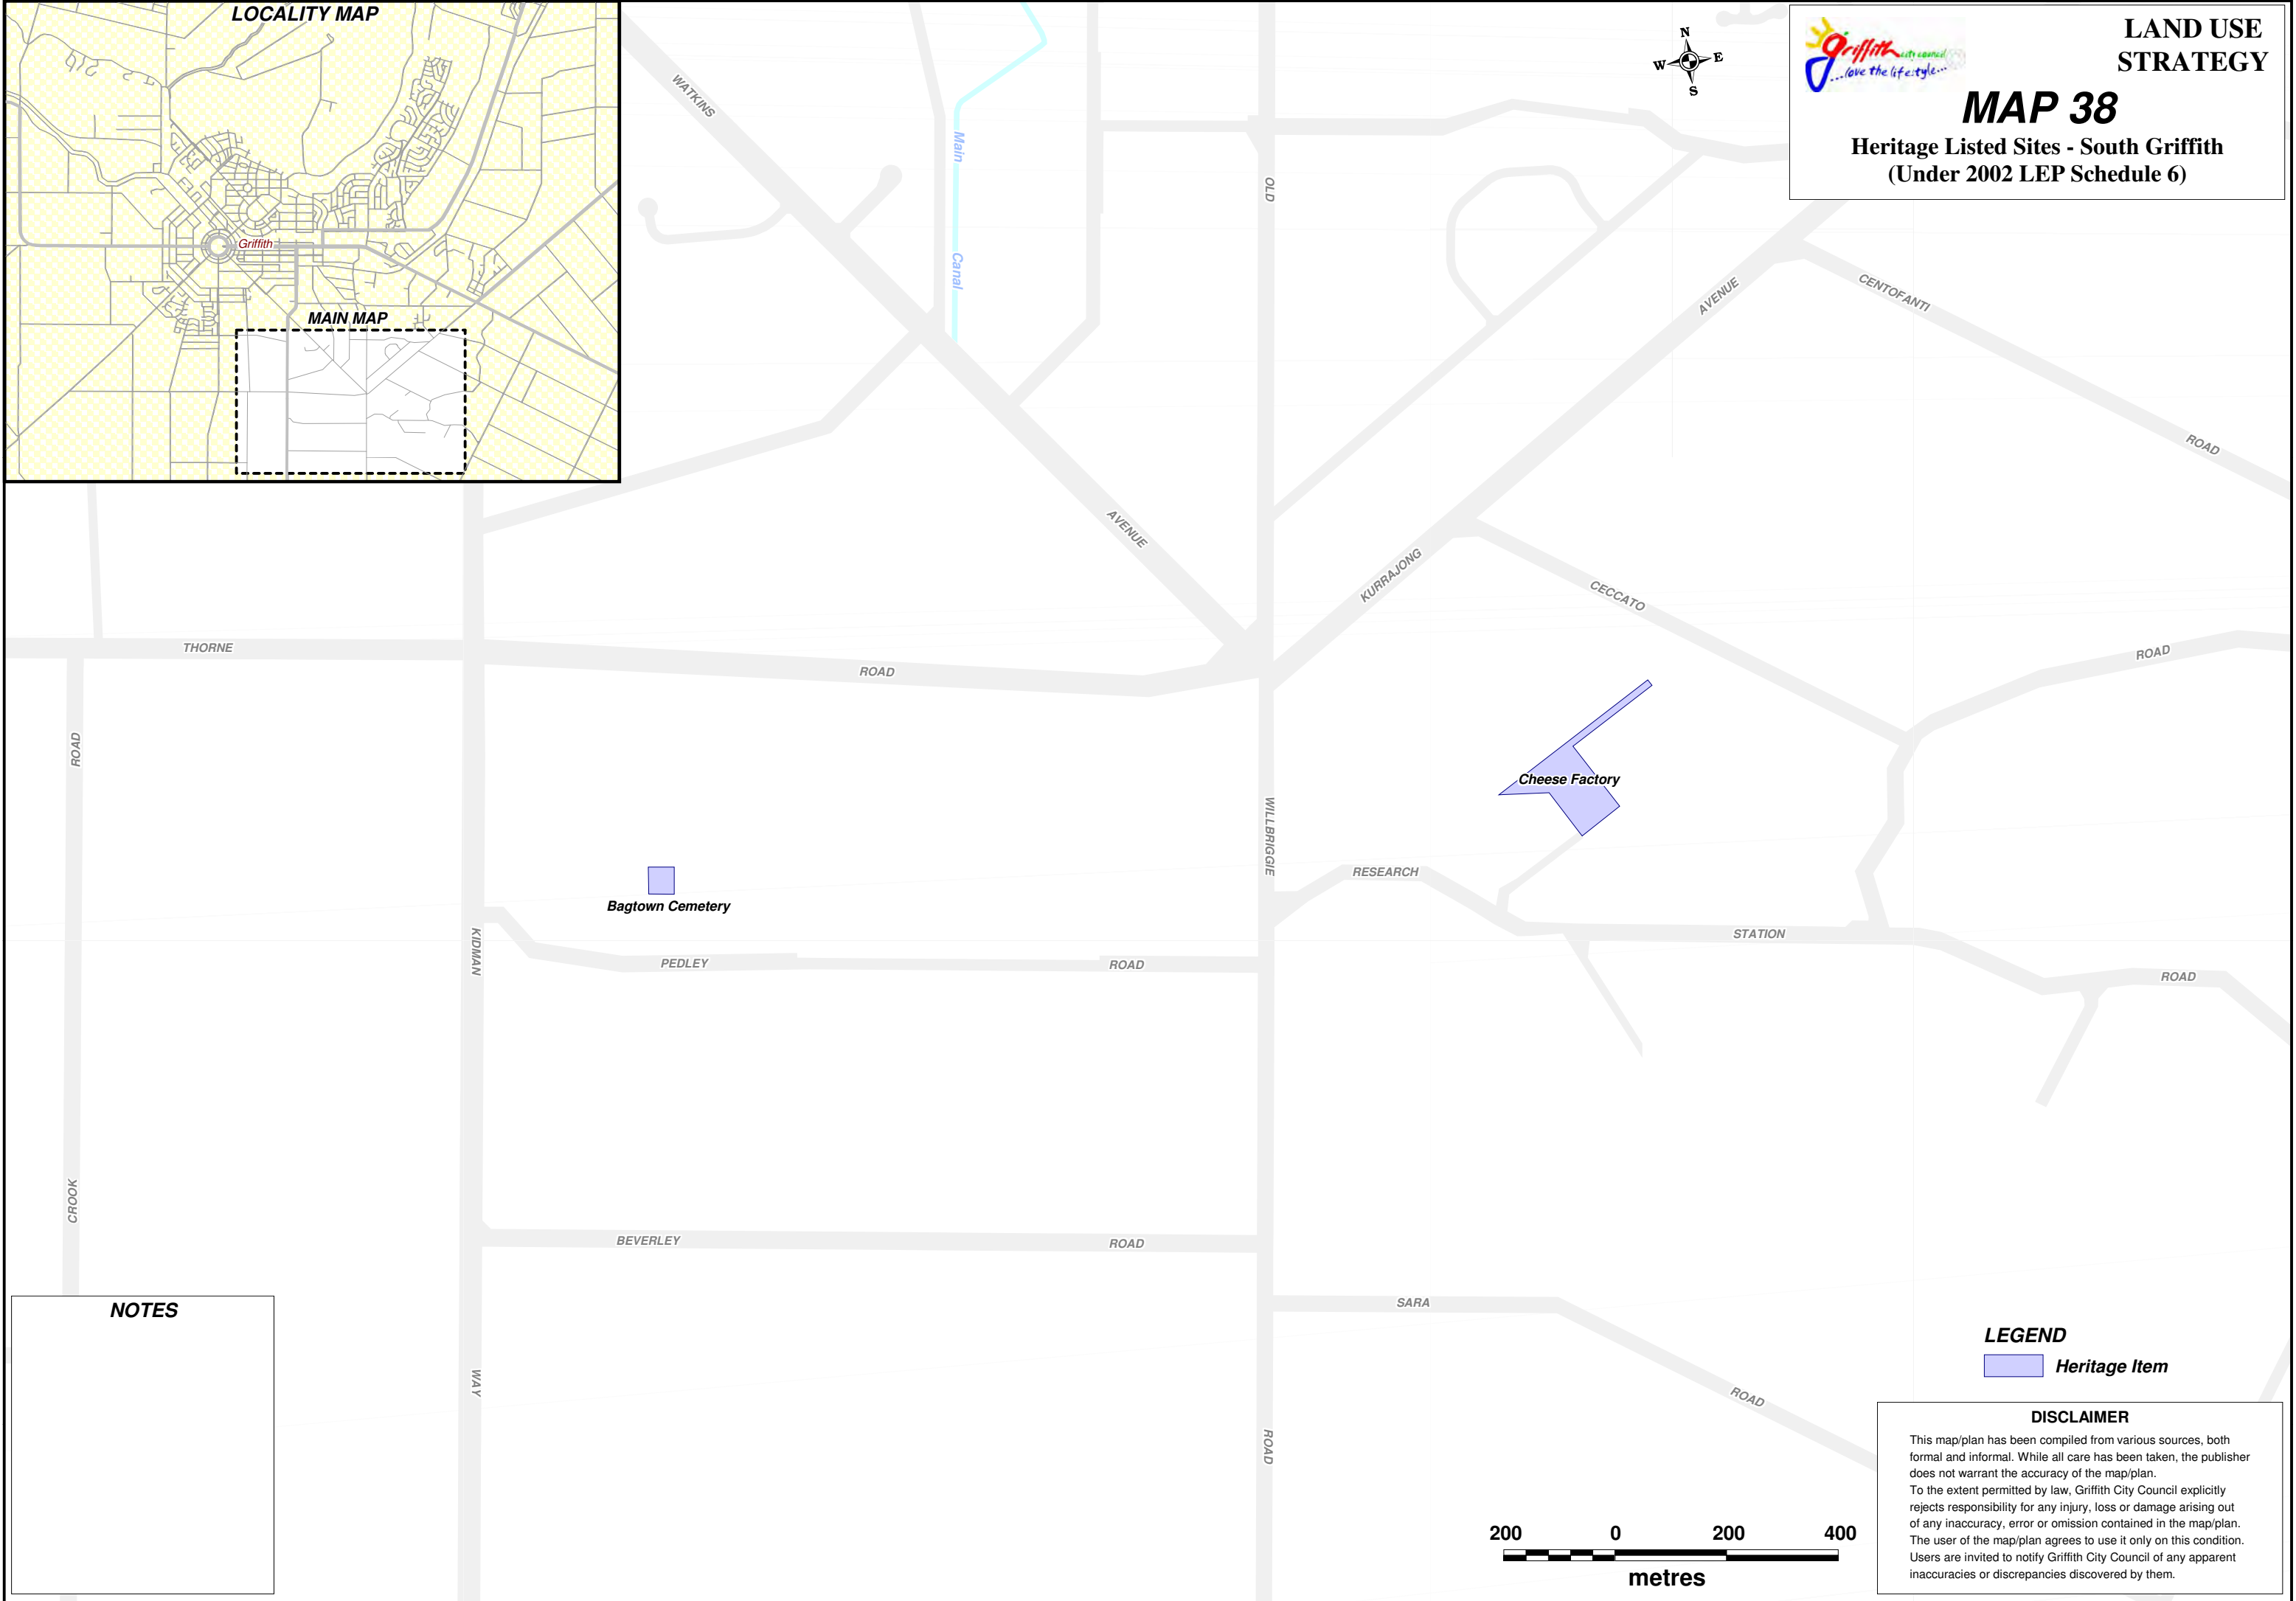 LOCALITY MAP
Griffith
MAIN MAP
griffith city council
...love the lifestyle...
LAND USE
STRATEGY
MAP 38
Heritage Listed Sites - South Griffith
(Under 2002 LEP Schedule 6)
N
W
E
S
WATKINS
Main
Canal
OLD
AVENUE
CENTOFANTI
ROAD
AVENUE
KURRAJONG
CECCATO
ROAD
THORNE
ROAD
ROAD
Cheese Factory
WILLBRIGGIE
RESEARCH
Bagtown Cemetery
KIDMAN
STATION
PEDLEY
ROAD
ROAD
CROOK
BEVERLEY
ROAD
SARA
WAY
ROAD
ROAD
NOTES
LEGEND
Heritage Item
200 0 200 400
metres
DISCLAIMER
This map/plan has been compiled from various sources, both
formal and informal. While all care has been taken, the publisher
does not warrant the accuracy of the map/plan.
To the extent permitted by law, Griffith City Council explicitly
rejects responsibility for any injury, loss or damage arising out
of any inaccuracy, error or omission contained in the map/plan.
The user of the map/plan agrees to use it only on this condition.
Users are invited to notify Griffith City Council of any apparent
inaccuracies or discrepancies discovered by them.